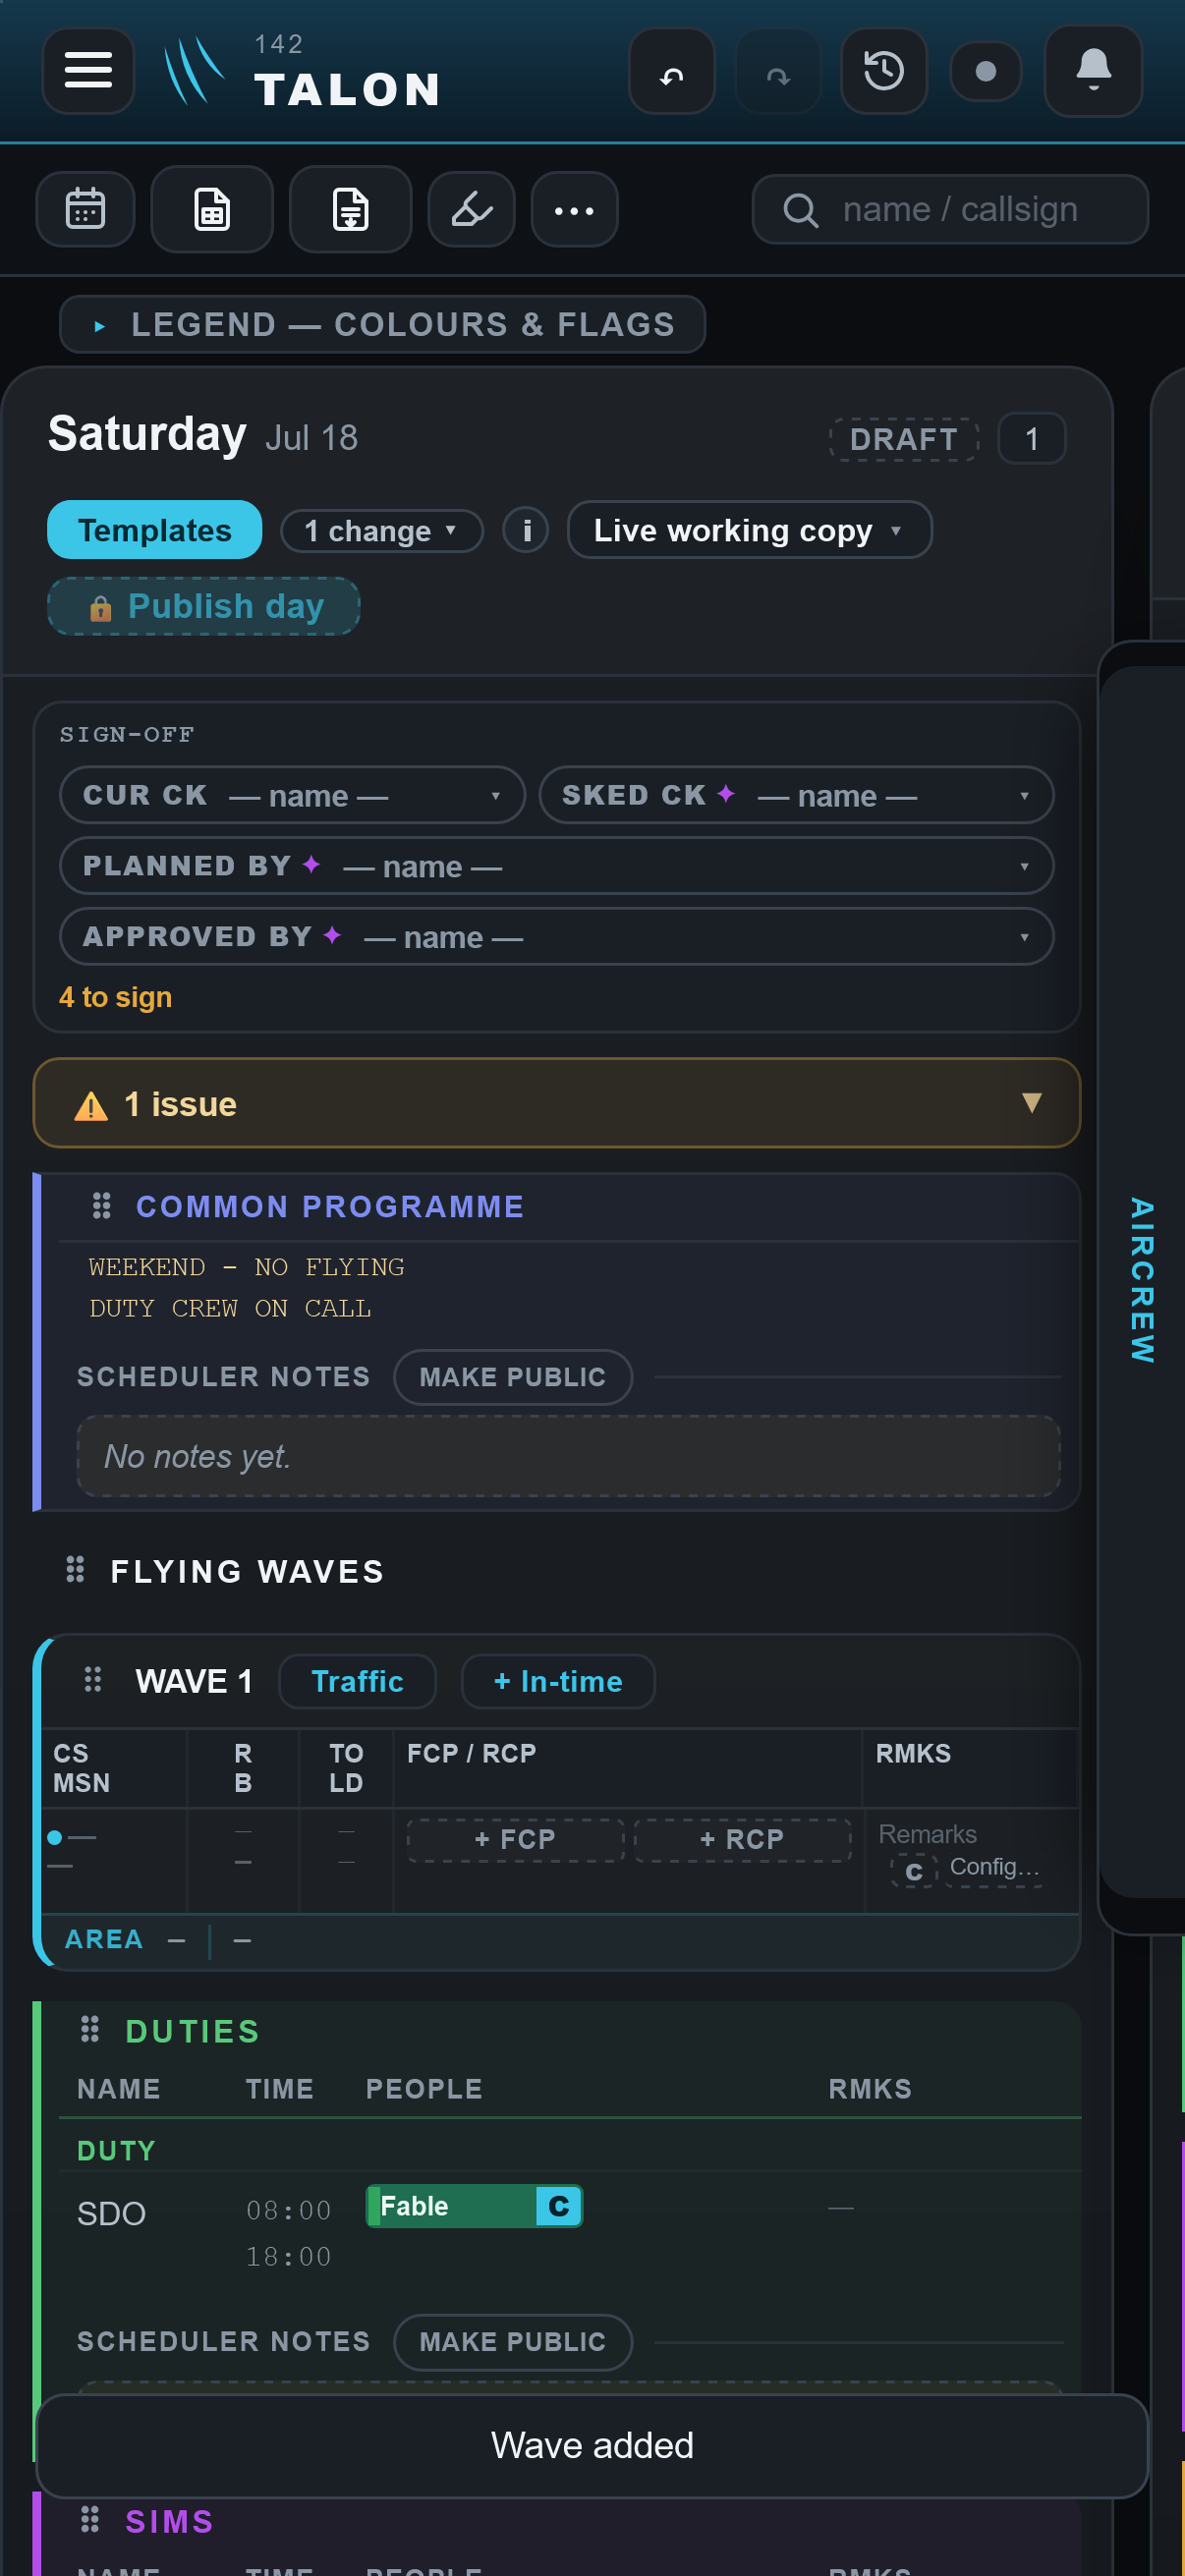 142
TALON
name / callsign
▸ LEGEND — COLOURS & FLAGS
Saturday Jul 18 DRAFT 1
Templates 1 change ▾ i Live working copy ▾
🔒 Publish day
SIGN-OFF
CUR CK — name — ▾ SKED CK ✦ — name — ▾
PLANNED BY ✦ — name — ▾
APPROVED BY ✦ — name — ▾
4 to sign
⚠️ 1 issue ▼
AIRCREW
COMMON PROGRAMME
WEEKEND – NO FLYING
DUTY CREW ON CALL
SCHEDULER NOTES MAKE PUBLIC
No notes yet.
FLYING WAVES
WAVE 1 Traffic + In-time
CS R TO FCP / RCP RMKS
MSN B LD
— — — + FCP + RCP Remarks
— — — C Config…
AREA – | –
DUTIES
NAME TIME PEOPLE RMKS
DUTY
SDO 08:00 Fable C —
18:00
SCHEDULER NOTES MAKE PUBLIC
Wave added
SIMS
NAME TIME PEOPLE RMKS